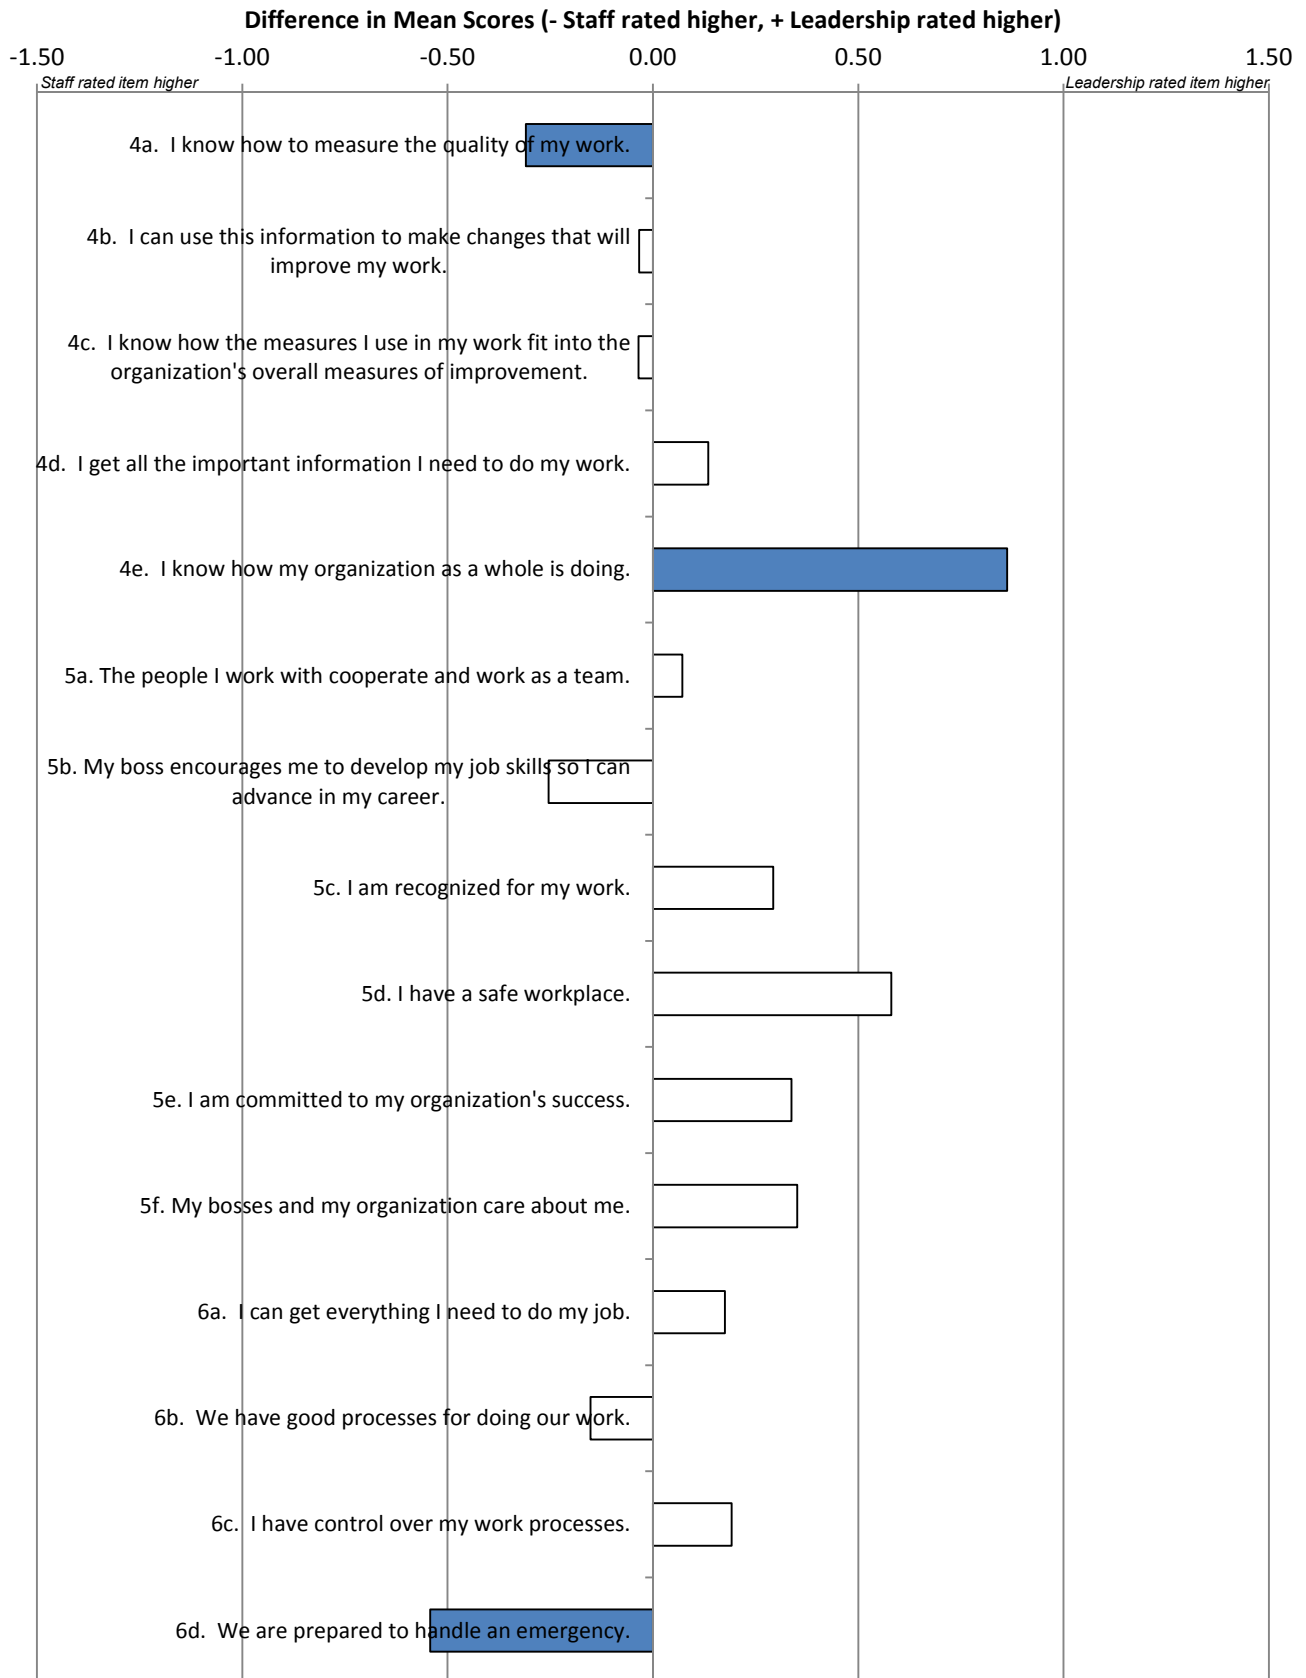 Difference in Mean Scores (- Staff rated higher, + Leadership rated higher)
-1.50 -1.00 -0.50 0.00 0.50 1.00 1.50
Staff rated item higher Leadership rated item higher
4a.  I know how to measure the quality of my work.
4b.  I can use this information to make changes that will
improve my work.
4c.  I know how the measures I use in my work fit into the
organization's overall measures of improvement.
4d.  I get all the important information I need to do my work.
4e.  I know how my organization as a whole is doing.
5a. The people I work with cooperate and work as a team.
5b. My boss encourages me to develop my job skills so I can
advance in my career.
5c. I am recognized for my work.
5d. I have a safe workplace.
5e. I am committed to my organization's success.
5f. My bosses and my organization care about me.
6a.  I can get everything I need to do my job.
6b.  We have good processes for doing our work.
6c.  I have control over my work processes.
6d.  We are prepared to handle an emergency.